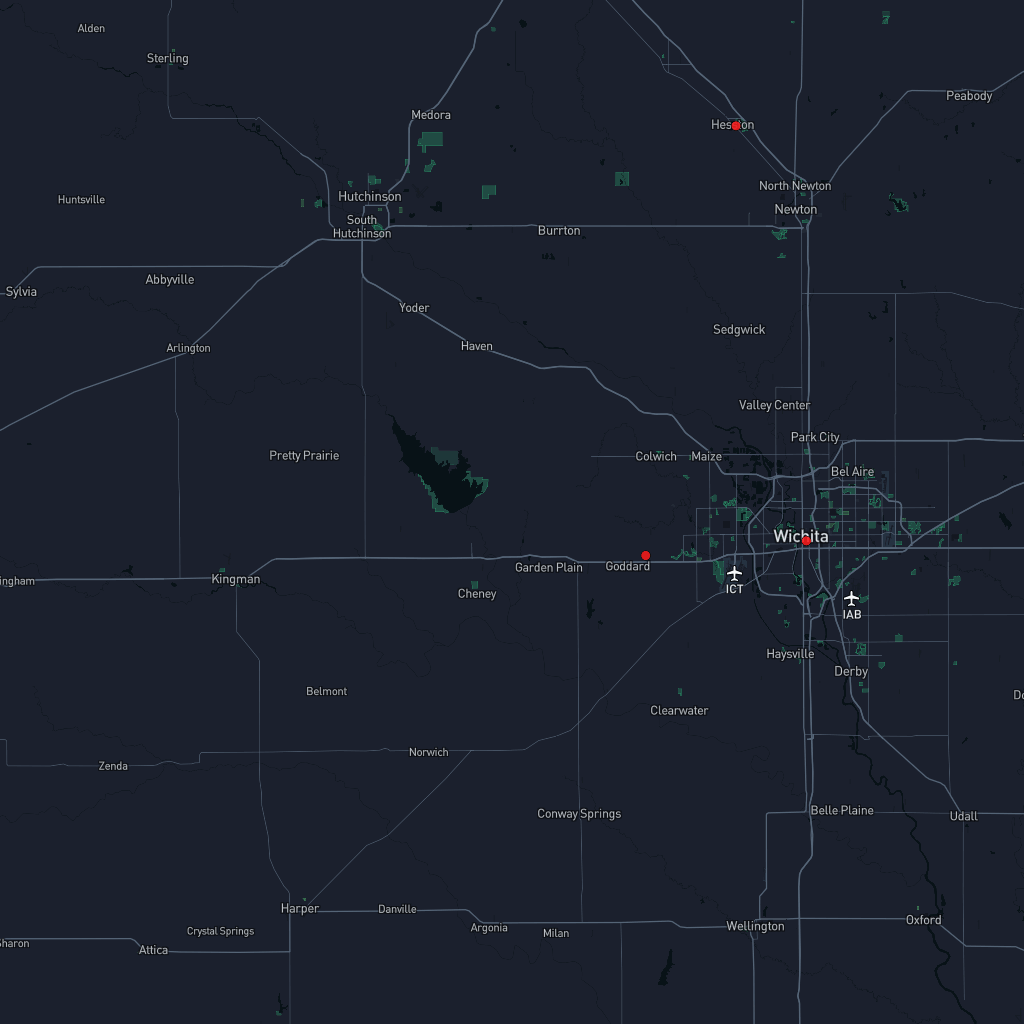 Alden
Sterling
Peabody
Medora
Hesston
North Newton
Hutchinson
Huntsville
Newton
South
Hutchinson
Burrton
Abbyville
Sylvia
Yoder
Sedgwick
Haven
Arlington
Valley Center
Park City
Pretty Prairie
Colwich
Maize
Bel Aire
Wichita
Garden Plain
Goddard
ingham
Kingman
Cheney
ICT
IAB
Haysville
Derby
Belmont
Do
Clearwater
Norwich
Zenda
Conway Springs
Belle Plaine
Udall
Harper
Danville
Oxford
Argonia
Wellington
Crystal Springs
Milan
Sharon
Attica